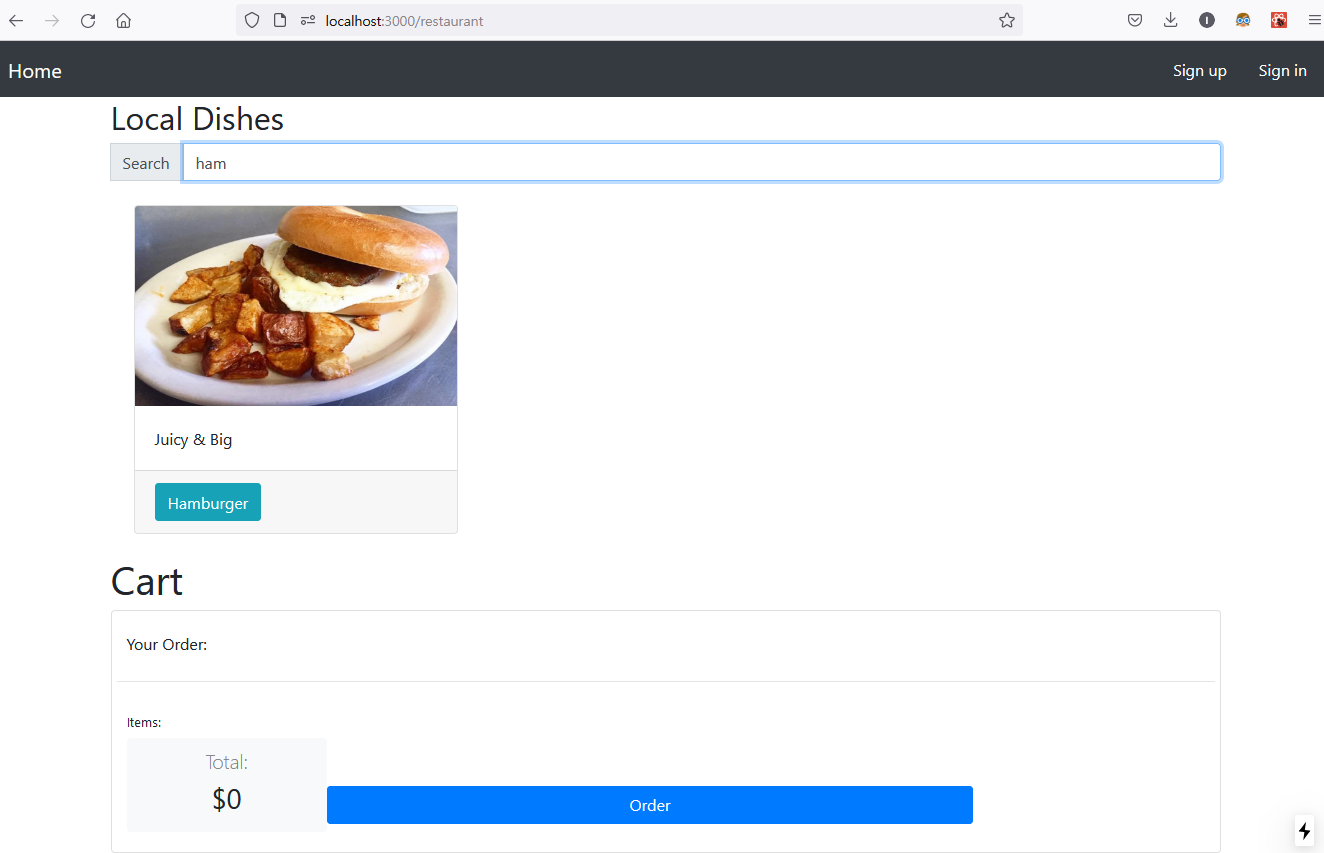 localhost:3000/restaurant
Home
Sign up
Sign in
Local Dishes
Search
ham
Juicy & Big
Hamburger
Cart
Your Order:
Items:
Total:
$0
Order